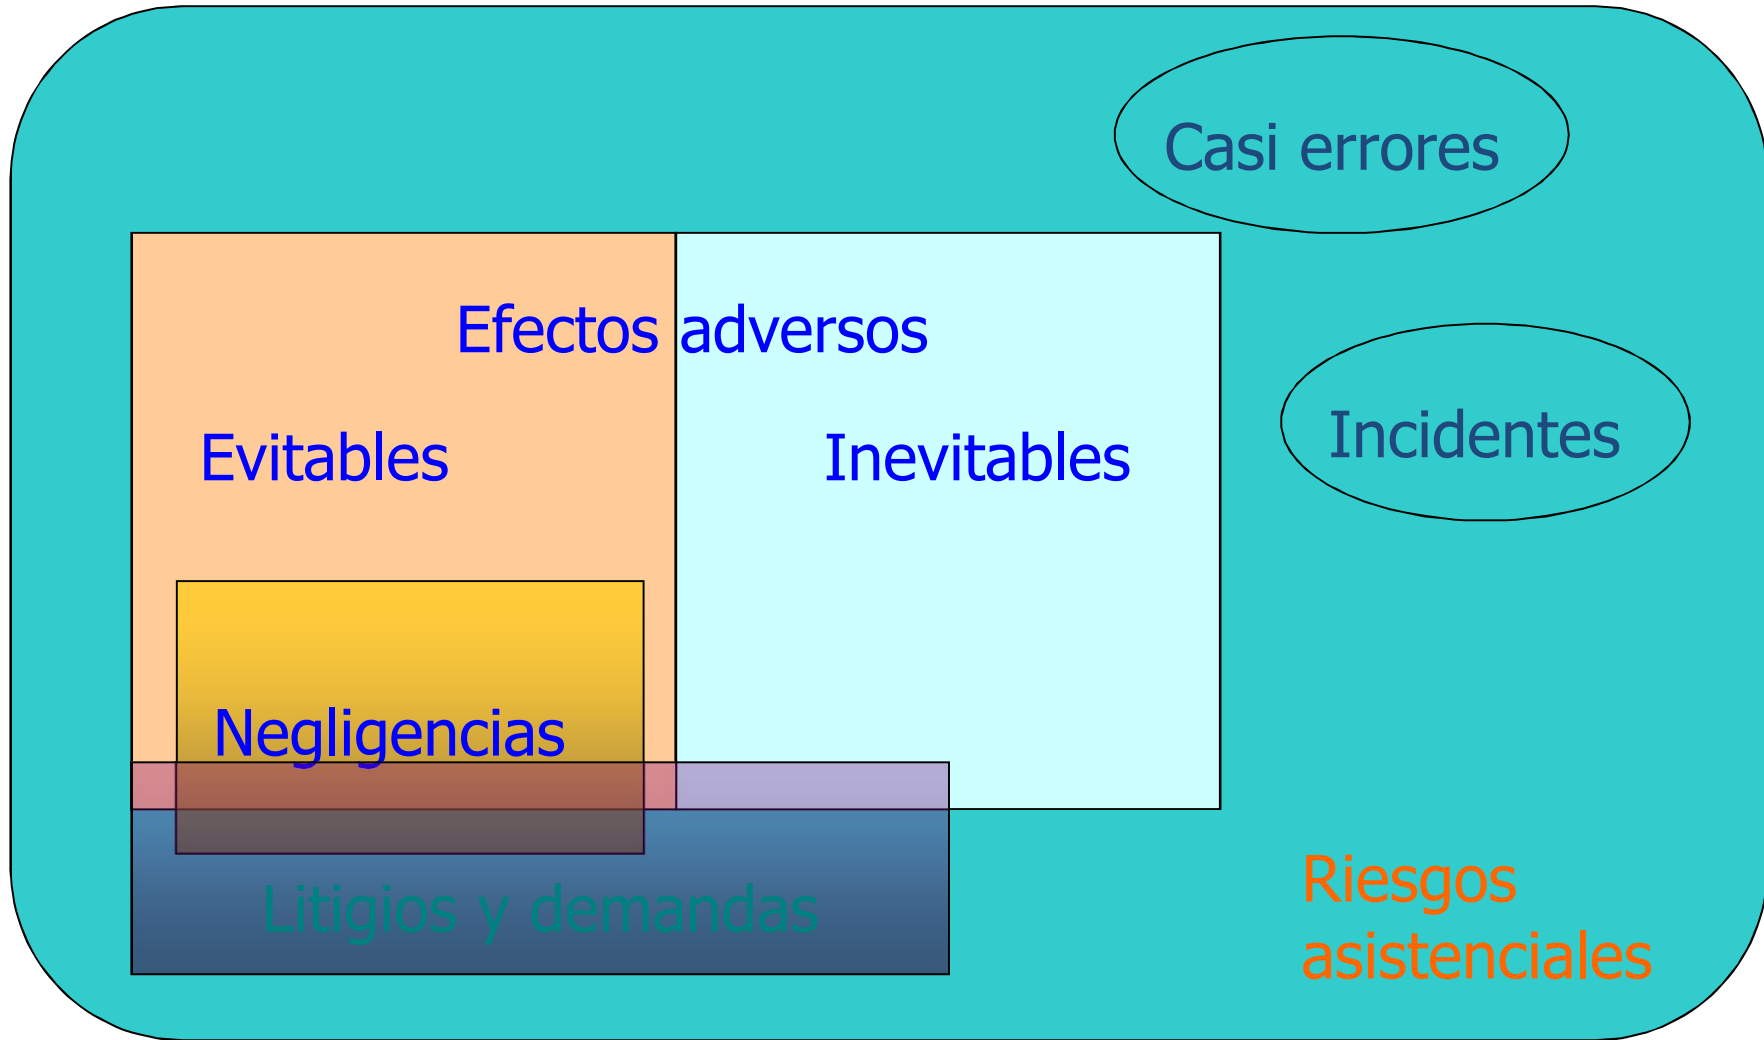 Casi errores
Efectos adversos
Evitables
Inevitables
Incidentes
Negligencias
Litigios y demandas
Riesgos
asistenciales